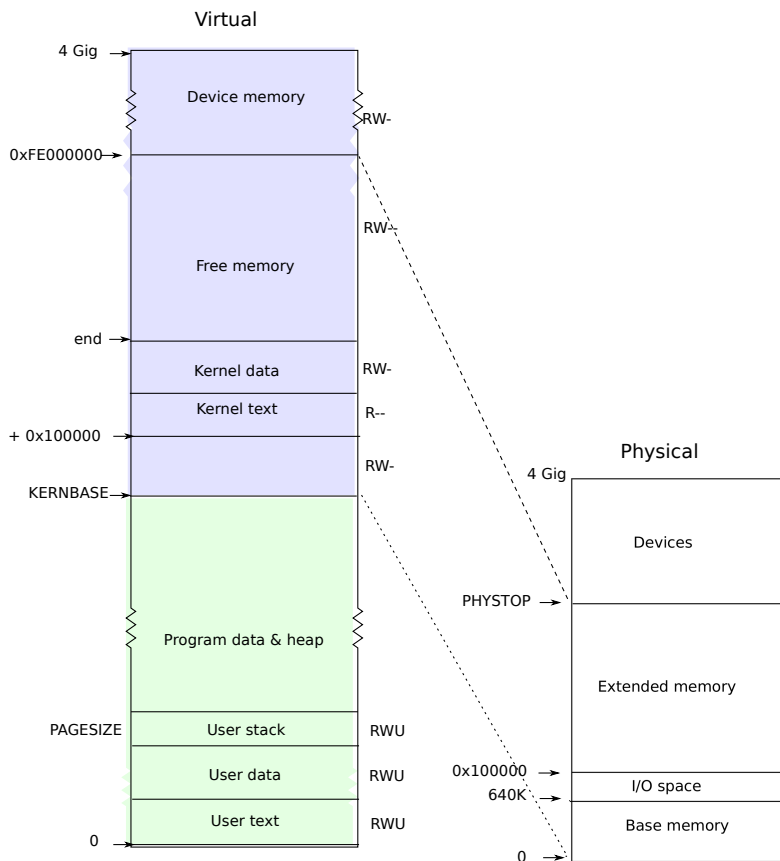 Virtual
4 Gig
Device memory
RW-
0xFE000000
RW--
Free memory
end
Kernel data
RW-
Kernel text
R--
+ 0x100000
RW-
KERNBASE
Program data & heap
PAGESIZE
User stack
RWU
User data
RWU
User text
RWU
0
Physical
4 Gig
Devices
PHYSTOP
Extended memory
0x100000
I/O space
640K
Base memory
0